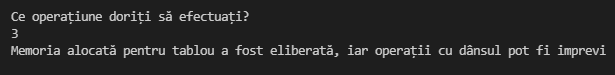 Ce operațiune doriți să efectuați?
3
Memoria alocată pentru tablou a fost eliberată, iar operații cu dânsul pot fi imprevi